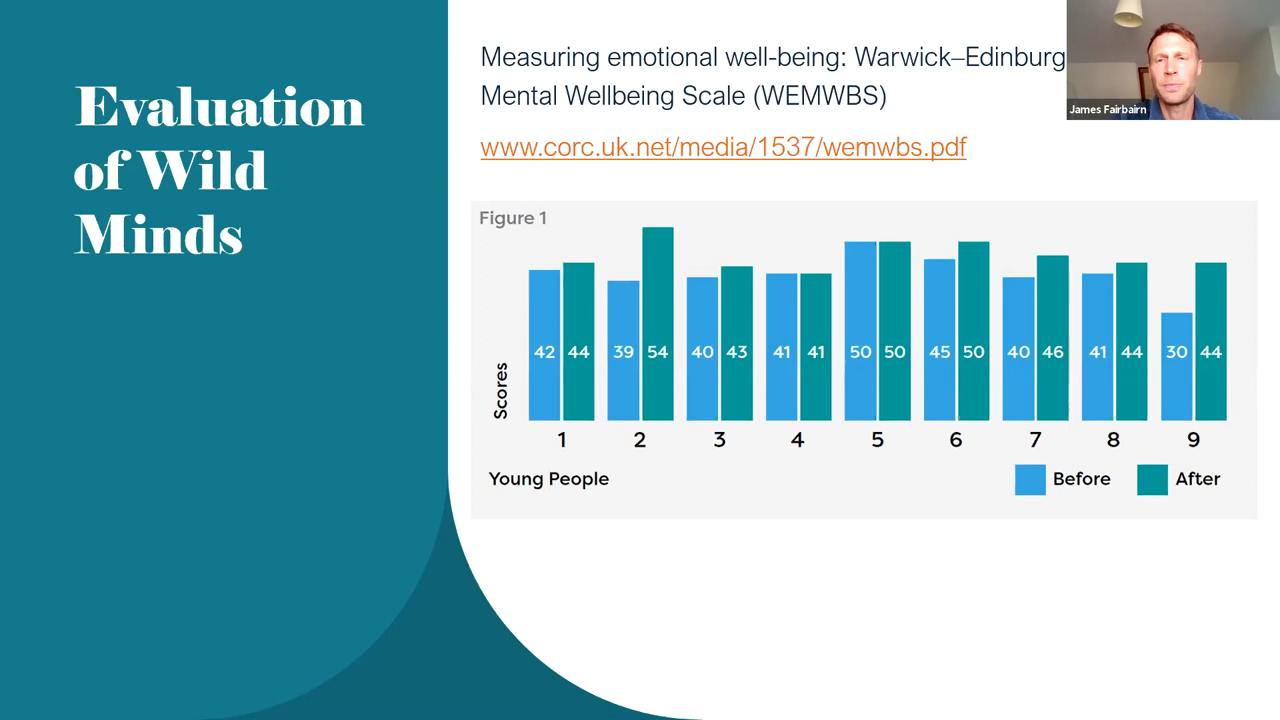 Evaluation
of Wild
Minds
Measuring emotional well-being: Warwick–Edinburg
Mental Wellbeing Scale (WEMWBS)
www.corc.uk.net/media/1537/wemwbs.pdf
James Fairbairn
Figure 1
Scores
42 44 39 54 40 43 41 41 50 50 45 50 40 46 41 44 30 44
1 2 3 4 5 6 7 8 9
Young People
Before After